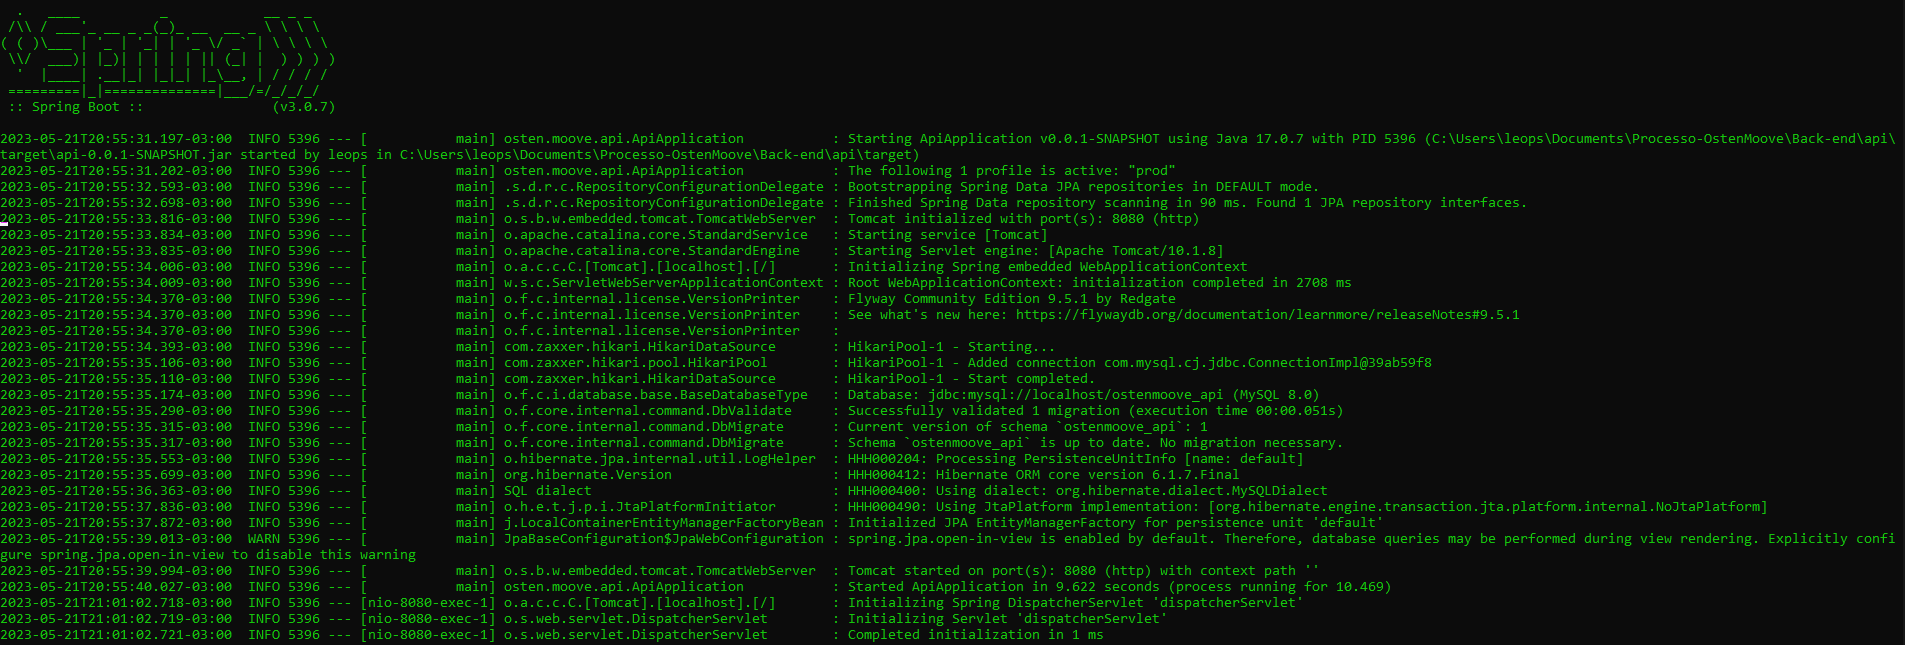 .   ____          _            __ _ _
 /\\ / ___'_ __ _ _(_)_ __  __ _ \ \ \ \
( ( )\___ | '_ | '_| | '_ \/ _` | \ \ \ \
 \\/  ___)| |_)| | | | | || (_| |  ) ) ) )
  '  |____| .__|_| |_|_| |_\__, | / / / /
 =========|_|==============|___/=/_/_/_/
 :: Spring Boot ::                (v3.0.7)
2023-05-21T20:55:31.197-03:00  INFO 5396 --- [           main] osten.moove.api.ApiApplication           : Starting ApiApplication v0.0.1-SNAPSHOT using Java 17.0.7 with PID 5396 (C:\Users\leops\Documents\Processo-OstenMoove\Back-end\api\
target\api-0.0.1-SNAPSHOT.jar started by leops in C:\Users\leops\Documents\Processo-OstenMoove\Back-end\api\target)
2023-05-21T20:55:31.202-03:00  INFO 5396 --- [           main] osten.moove.api.ApiApplication           : The following 1 profile is active: "prod"
2023-05-21T20:55:32.593-03:00  INFO 5396 --- [           main] .s.d.r.c.RepositoryConfigurationDelegate : Bootstrapping Spring Data JPA repositories in DEFAULT mode.
2023-05-21T20:55:32.698-03:00  INFO 5396 --- [           main] .s.d.r.c.RepositoryConfigurationDelegate : Finished Spring Data repository scanning in 90 ms. Found 1 JPA repository interfaces.
2023-05-21T20:55:33.816-03:00  INFO 5396 --- [           main] o.s.b.w.embedded.tomcat.TomcatWebServer  : Tomcat initialized with port(s): 8080 (http)
2023-05-21T20:55:33.834-03:00  INFO 5396 --- [           main] o.apache.catalina.core.StandardService   : Starting service [Tomcat]
2023-05-21T20:55:33.835-03:00  INFO 5396 --- [           main] o.apache.catalina.core.StandardEngine    : Starting Servlet engine: [Apache Tomcat/10.1.8]
2023-05-21T20:55:34.006-03:00  INFO 5396 --- [           main] o.a.c.c.C.[Tomcat].[localhost].[/]       : Initializing Spring embedded WebApplicationContext
2023-05-21T20:55:34.009-03:00  INFO 5396 --- [           main] w.s.c.ServletWebServerApplicationContext : Root WebApplicationContext: initialization completed in 2708 ms
2023-05-21T20:55:34.370-03:00  INFO 5396 --- [           main] o.f.c.internal.license.VersionPrinter    : Flyway Community Edition 9.5.1 by Redgate
2023-05-21T20:55:34.370-03:00  INFO 5396 --- [           main] o.f.c.internal.license.VersionPrinter    : See what's new here: https://flywaydb.org/documentation/learnmore/releaseNotes#9.5.1
2023-05-21T20:55:34.370-03:00  INFO 5396 --- [           main] o.f.c.internal.license.VersionPrinter    :
2023-05-21T20:55:34.393-03:00  INFO 5396 --- [           main] com.zaxxer.hikari.HikariDataSource       : HikariPool-1 - Starting...
2023-05-21T20:55:35.106-03:00  INFO 5396 --- [           main] com.zaxxer.hikari.pool.HikariPool        : HikariPool-1 - Added connection com.mysql.cj.jdbc.ConnectionImpl@39ab59f8
2023-05-21T20:55:35.110-03:00  INFO 5396 --- [           main] com.zaxxer.hikari.HikariDataSource       : HikariPool-1 - Start completed.
2023-05-21T20:55:35.174-03:00  INFO 5396 --- [           main] o.f.c.i.database.base.BaseDatabaseType   : Database: jdbc:mysql://localhost/ostenmoove_api (MySQL 8.0)
2023-05-21T20:55:35.290-03:00  INFO 5396 --- [           main] o.f.core.internal.command.DbValidate     : Successfully validated 1 migration (execution time 00:00.051s)
2023-05-21T20:55:35.315-03:00  INFO 5396 --- [           main] o.f.core.internal.command.DbMigrate      : Current version of schema `ostenmoove_api`: 1
2023-05-21T20:55:35.317-03:00  INFO 5396 --- [           main] o.f.core.internal.command.DbMigrate      : Schema `ostenmoove_api` is up to date. No migration necessary.
2023-05-21T20:55:35.553-03:00  INFO 5396 --- [           main] o.hibernate.jpa.internal.util.LogHelper  : HHH000204: Processing PersistenceUnitInfo [name: default]
2023-05-21T20:55:35.699-03:00  INFO 5396 --- [           main] org.hibernate.Version                    : HHH000412: Hibernate ORM core version 6.1.7.Final
2023-05-21T20:55:36.363-03:00  INFO 5396 --- [           main] SQL dialect                              : HHH000400: Using dialect: org.hibernate.dialect.MySQLDialect
2023-05-21T20:55:37.836-03:00  INFO 5396 --- [           main] o.h.e.t.j.p.i.JtaPlatformInitiator       : HHH000490: Using JtaPlatform implementation: [org.hibernate.engine.transaction.jta.platform.internal.NoJtaPlatform]
2023-05-21T20:55:37.872-03:00  INFO 5396 --- [           main] j.LocalContainerEntityManagerFactoryBean : Initialized JPA EntityManagerFactory for persistence unit 'default'
2023-05-21T20:55:39.013-03:00  WARN 5396 --- [           main] JpaBaseConfiguration$JpaWebConfiguration : spring.jpa.open-in-view is enabled by default. Therefore, database queries may be performed during view rendering. Explicitly confi
gure spring.jpa.open-in-view to disable this warning
2023-05-21T20:55:39.994-03:00  INFO 5396 --- [           main] o.s.b.w.embedded.tomcat.TomcatWebServer  : Tomcat started on port(s): 8080 (http) with context path ''
2023-05-21T20:55:40.027-03:00  INFO 5396 --- [           main] osten.moove.api.ApiApplication           : Started ApiApplication in 9.622 seconds (process running for 10.469)
2023-05-21T21:01:02.718-03:00  INFO 5396 --- [nio-8080-exec-1] o.a.c.c.C.[Tomcat].[localhost].[/]       : Initializing Spring DispatcherServlet 'dispatcherServlet'
2023-05-21T21:01:02.719-03:00  INFO 5396 --- [nio-8080-exec-1] o.s.web.servlet.DispatcherServlet        : Initializing Servlet 'dispatcherServlet'
2023-05-21T21:01:02.721-03:00  INFO 5396 --- [nio-8080-exec-1] o.s.web.servlet.DispatcherServlet        : Completed initialization in 1 ms